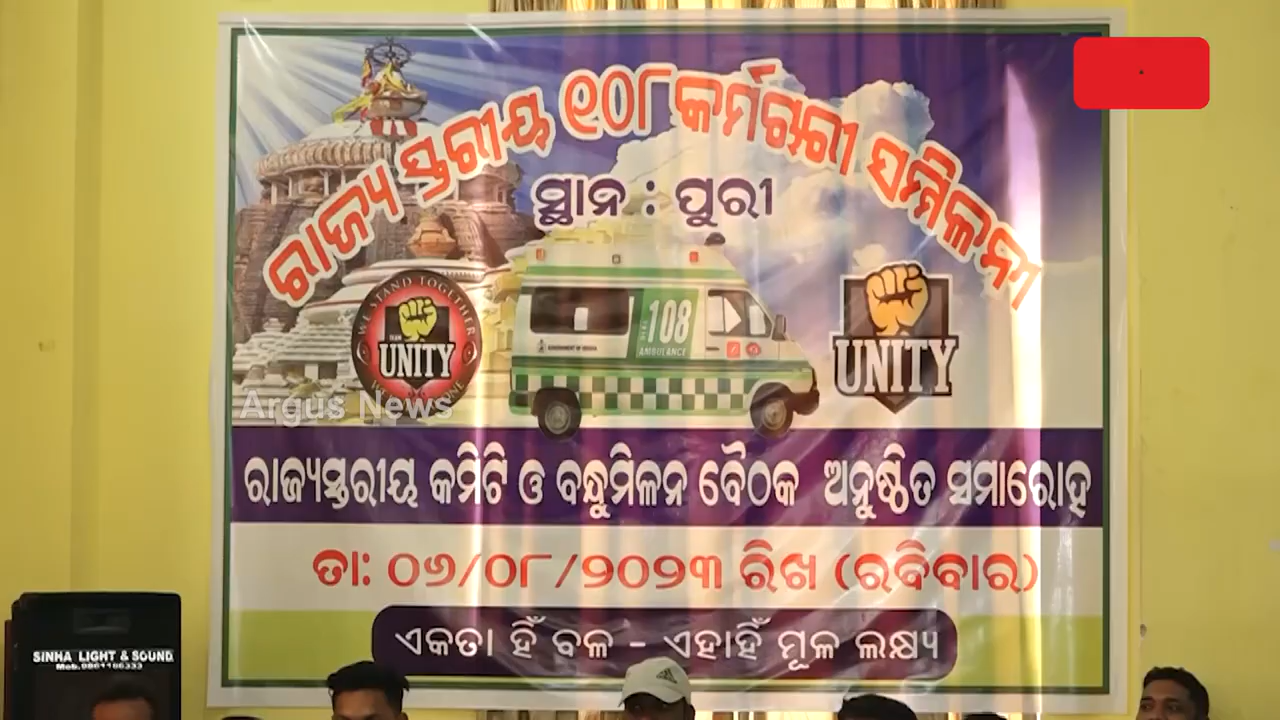 ରାଜ୍ୟ ସ୍ତରୀୟ ୧୦୮ କର୍ମଚାରୀ ସମ୍ମିଳନୀ
ସ୍ଥାନ : ପୁରୀ
WE STAND TOGETHER
UNITY
108
AMBULANCE
UNITY
Argus News
ରାଜ୍ୟସ୍ତରୀୟ କମିଟି ଓ ବନ୍ଧୁମିଳନ ବୈଠକ ଅନୁଷ୍ଠିତ ସମାରୋହ
ତା: ୦୬/୦୮/୨୦୨୩ ରିଖ (ରବିବାର)
ଏକତା ହିଁ ବଳ - ଏହାହିଁ ମୂଳ ଲକ୍ଷ୍ୟ
SINHA LIGHT & SOUND